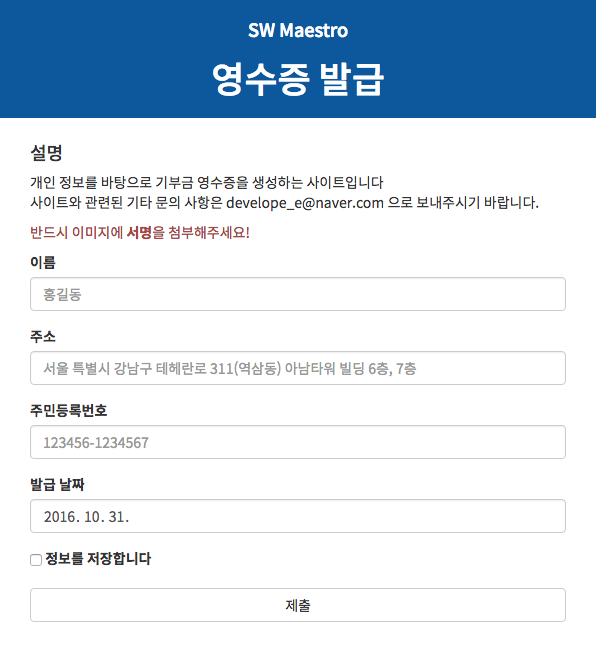 SW Maestro
영수증 발급
설명
개인 정보를 바탕으로 기부금 영수증을 생성하는 사이트입니다
사이트와 관련된 기타 문의 사항은 develope_e@naver.com 으로 보내주시기 바랍니다.
반드시 이미지에 서명을 첨부해주세요!
이름
홍길동
주소
서울 특별시 강남구 테헤란로 311(역삼동) 아남타워 빌딩 6층, 7층
주민등록번호
123456-1234567
발급 날짜
2016. 10. 31.
정보를 저장합니다
제출